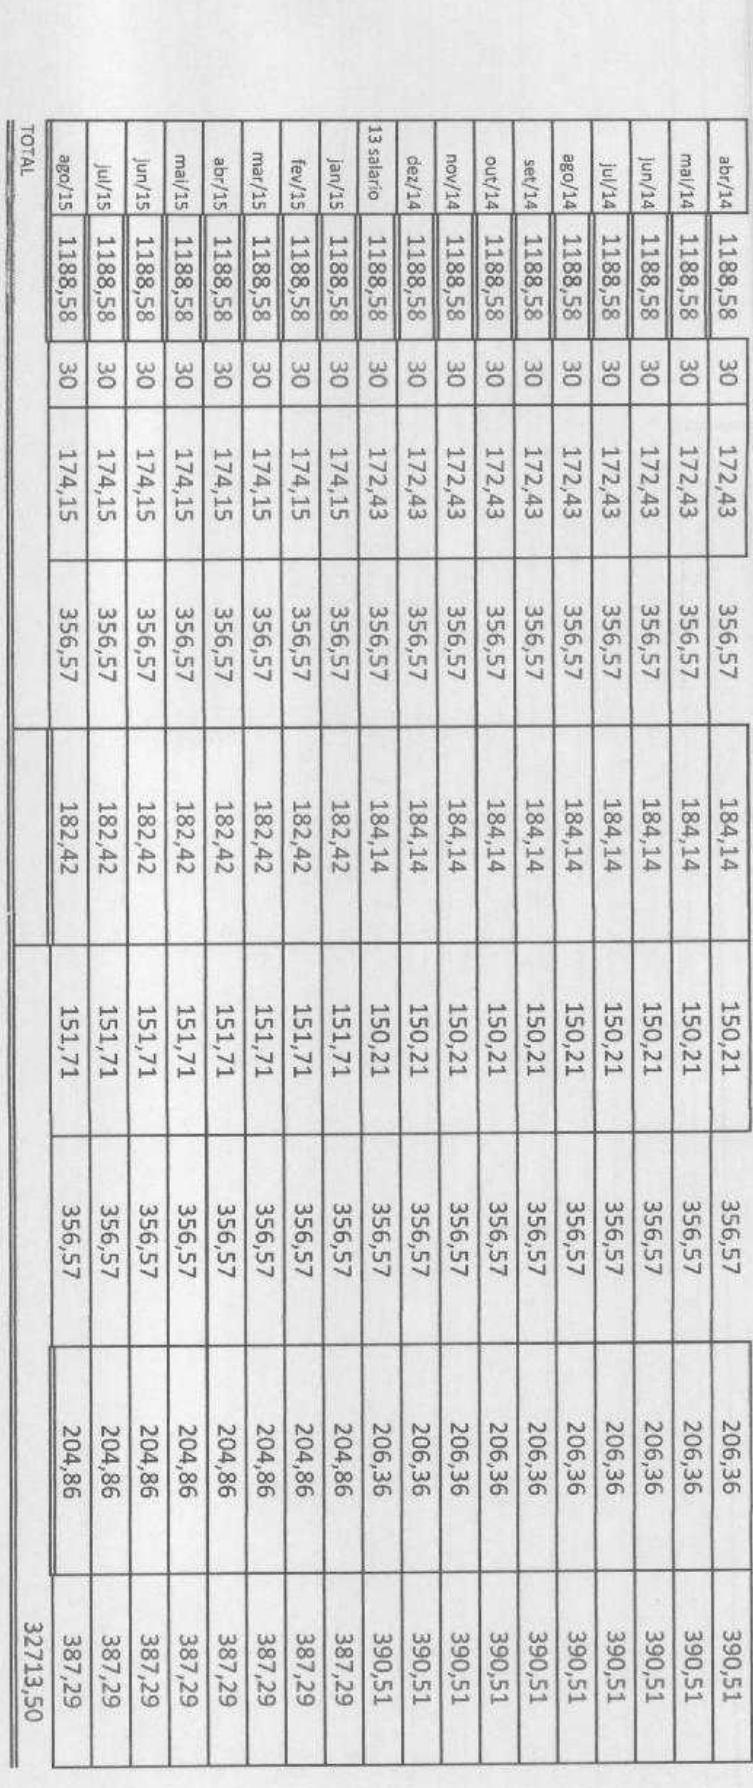 abr/14 1188,58 30 172,43 356,57 184,14 150,21 356,57 206,36 390,51
mai/14 1188,58 30 172,43 356,57 184,14 150,21 356,57 206,36 390,51
jun/14 1188,58 30 172,43 356,57 184,14 150,21 356,57 206,36 390,51
jul/14 1188,58 30 172,43 356,57 184,14 150,21 356,57 206,36 390,51
ago/14 1188,58 30 172,43 356,57 184,14 150,21 356,57 206,36 390,51
set/14 1188,58 30 172,43 356,57 184,14 150,21 356,57 206,36 390,51
out/14 1188,58 30 172,43 356,57 184,14 150,21 356,57 206,36 390,51
nov/14 1188,58 30 172,43 356,57 184,14 150,21 356,57 206,36 390,51
dez/14 1188,58 30 172,43 356,57 184,14 150,21 356,57 206,36 390,51
13 salario 1188,58 30 172,43 356,57 184,14 150,21 356,57 206,36 390,51
jan/15 1188,58 30 174,15 356,57 182,42 151,71 356,57 204,86 387,29
fev/15 1188,58 30 174,15 356,57 182,42 151,71 356,57 204,86 387,29
mar/15 1188,58 30 174,15 356,57 182,42 151,71 356,57 204,86 387,29
abr/15 1188,58 30 174,15 356,57 182,42 151,71 356,57 204,86 387,29
mai/15 1188,58 30 174,15 356,57 182,42 151,71 356,57 204,86 387,29
jun/15 1188,58 30 174,15 356,57 182,42 151,71 356,57 204,86 387,29
jul/15 1188,58 30 174,15 356,57 182,42 151,71 356,57 204,86 387,29
ago/15 1188,58 30 174,15 356,57 182,42 151,71 356,57 204,86 387,29
TOTAL 32713,50